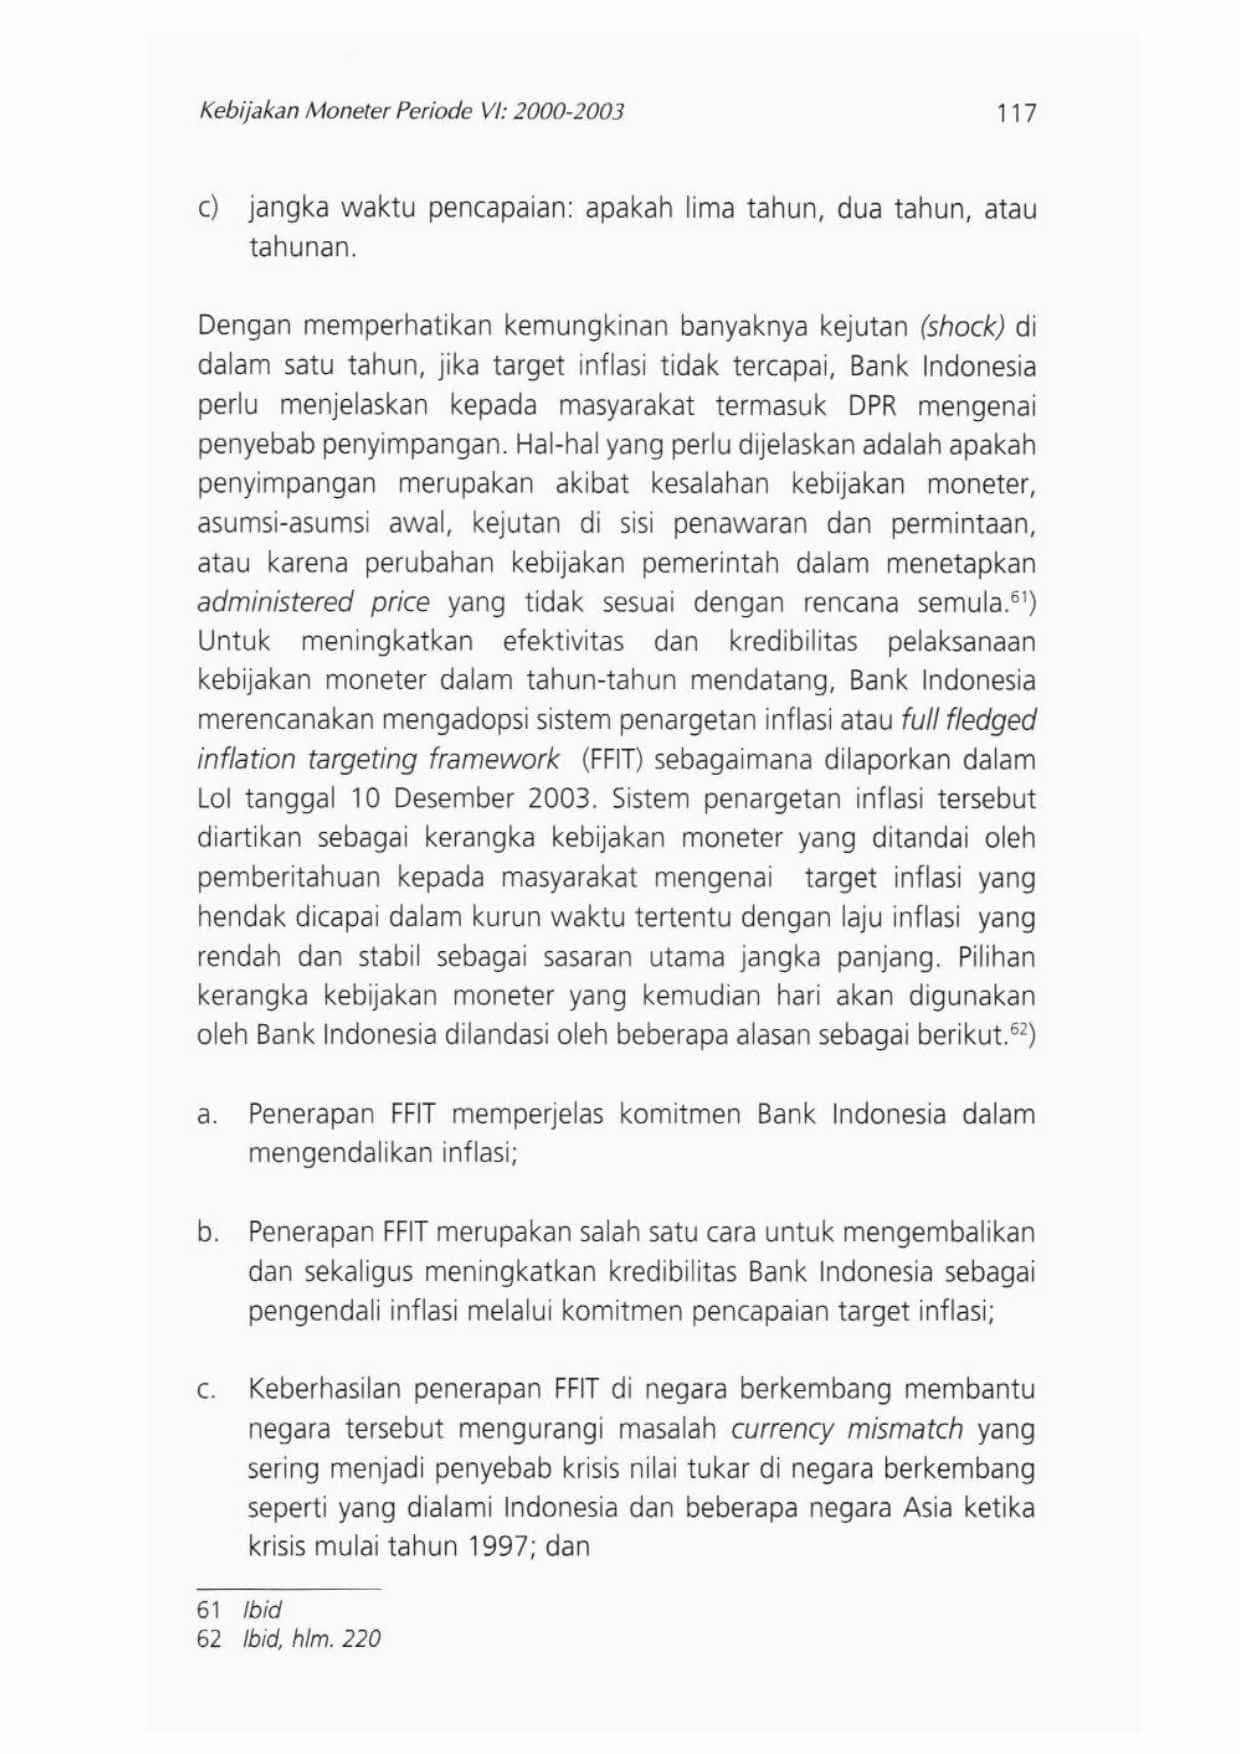 Kebijakan Moneter Periode VI: 2000-2003 117
c) jangka waktu pencapaian: apakah lima tahun, dua tahun, atau
tahunan.
Dengan memperhatikan kemungkinan banyaknya kejutan (shock) di
dalam satu tahun, jika target inflasi tidak tercapai, Bank Indonesia
perlu menjelaskan kepada masyarakat termasuk DPR mengenai
penyebab penyimpangan. Hal-hal yang perlu dijelaskan adalah apakah
penyimpangan merupakan akibat kesalahan kebijakan moneter,
asumsi-asumsi awal, kejutan di sisi penawaran dan permintaan,
atau karena perubahan kebijakan pemerintah dalam menetapkan
administered price yang tidak sesuai dengan rencana semula.⁶¹)
Untuk meningkatkan efektivitas dan kredibilitas pelaksanaan
kebijakan moneter dalam tahun-tahun mendatang, Bank Indonesia
merencanakan mengadopsi sistem penargetan inflasi atau full fledged
inflation targeting framework (FFIT) sebagaimana dilaporkan dalam
LoI tanggal 10 Desember 2003. Sistem penargetan inflasi tersebut
diartikan sebagai kerangka kebijakan moneter yang ditandai oleh
pemberitahuan kepada masyarakat mengenai target inflasi yang
hendak dicapai dalam kurun waktu tertentu dengan laju inflasi yang
rendah dan stabil sebagai sasaran utama jangka panjang. Pilihan
kerangka kebijakan moneter yang kemudian hari akan digunakan
oleh Bank Indonesia dilandasi oleh beberapa alasan sebagai berikut.⁶²)
a. Penerapan FFIT memperjelas komitmen Bank Indonesia dalam
mengendalikan inflasi;
b. Penerapan FFIT merupakan salah satu cara untuk mengembalikan
dan sekaligus meningkatkan kredibilitas Bank Indonesia sebagai
pengendali inflasi melalui komitmen pencapaian target inflasi;
c. Keberhasilan penerapan FFIT di negara berkembang membantu
negara tersebut mengurangi masalah currency mismatch yang
sering menjadi penyebab krisis nilai tukar di negara berkembang
seperti yang dialami Indonesia dan beberapa negara Asia ketika
krisis mulai tahun 1997; dan
61 Ibid
62 Ibid, hlm. 220